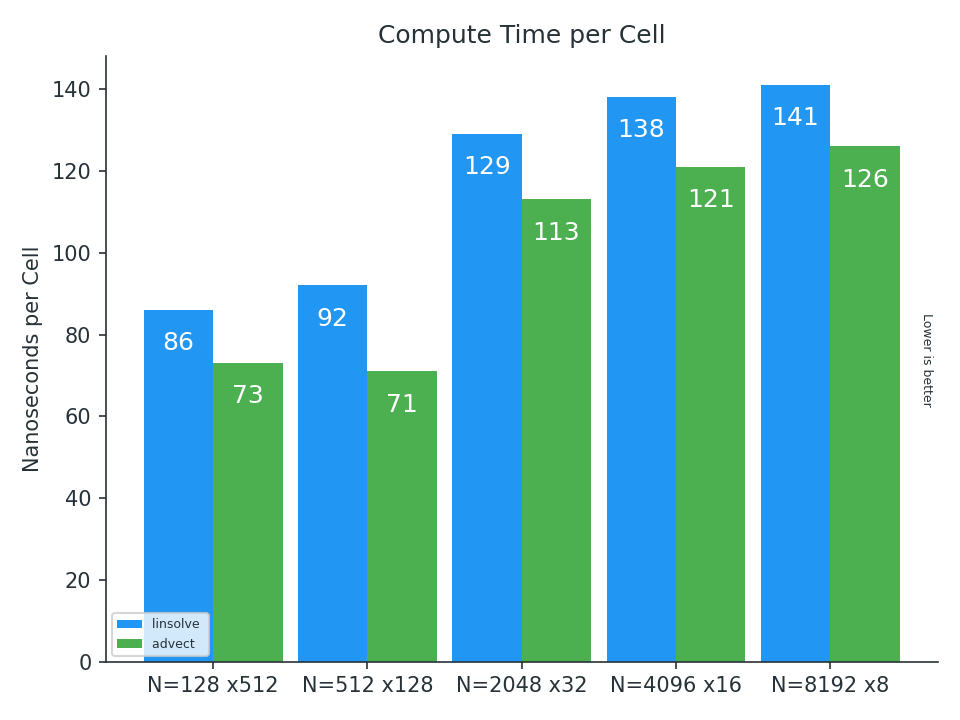 Compute Time per Cell
Nanoseconds per Cell
140
120
100
80
60
40
20
0
86
73
92
71
129
113
138
121
141
126
Lower is better
linsolve
advect
N=128 x512
N=512 x128
N=2048 x32
N=4096 x16
N=8192 x8